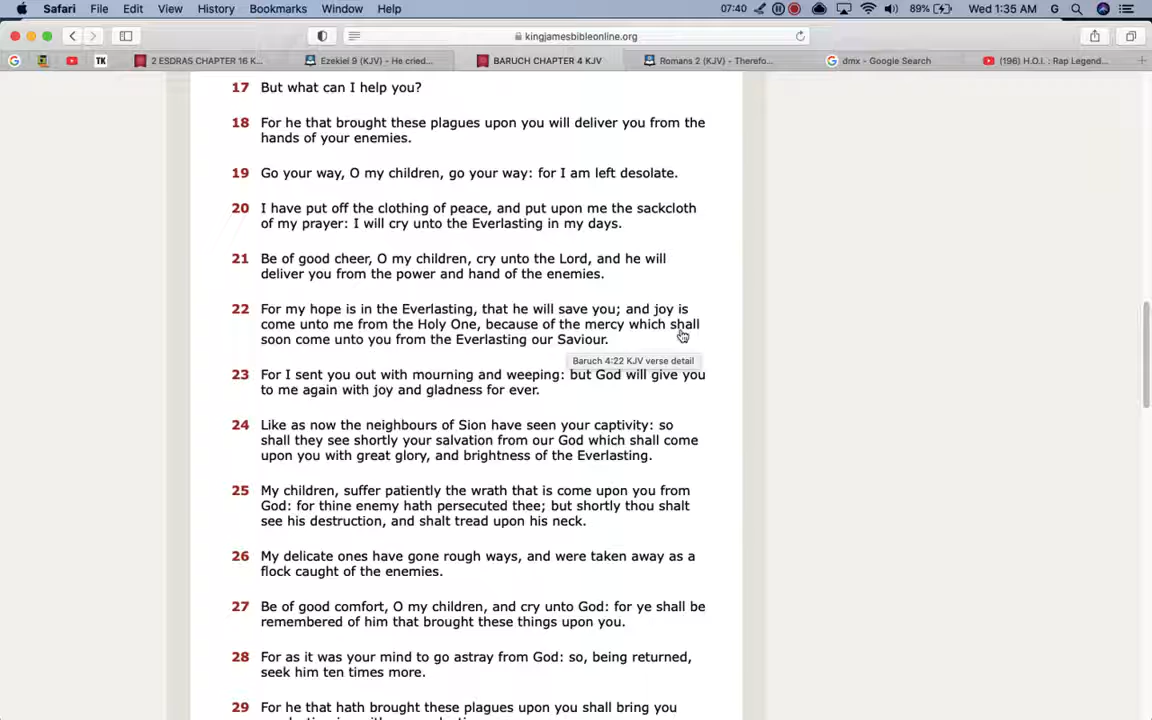 Safari File Edit View History Bookmarks Window Help 07:40 89% Wed 1:35 AM G
kingjamesbibleonline.org
2 ESDRAS CHAPTER 16 K... Ezekiel 9 (KJV) - He cried... BARUCH CHAPTER 4 KJV Romans 2 (KJV) - Therefo... dmx - Google Search (196) H.O.I. : Rap Legend...
17 But what can I help you?
18 For he that brought these plagues upon you will deliver you from the
hands of your enemies.
19 Go your way, O my children, go your way: for I am left desolate.
20 I have put off the clothing of peace, and put upon me the sackcloth
of my prayer: I will cry unto the Everlasting in my days.
21 Be of good cheer, O my children, cry unto the Lord, and he will
deliver you from the power and hand of the enemies.
22 For my hope is in the Everlasting, that he will save you; and joy is
come unto me from the Holy One, because of the mercy which shall
soon come unto you from the Everlasting our Saviour.
Baruch 4:22 KJV verse detail
23 For I sent you out with mourning and weeping: but God will give you
to me again with joy and gladness for ever.
24 Like as now the neighbours of Sion have seen your captivity: so
shall they see shortly your salvation from our God which shall come
upon you with great glory, and brightness of the Everlasting.
25 My children, suffer patiently the wrath that is come upon you from
God: for thine enemy hath persecuted thee; but shortly thou shalt
see his destruction, and shalt tread upon his neck.
26 My delicate ones have gone rough ways, and were taken away as a
flock caught of the enemies.
27 Be of good comfort, O my children, and cry unto God: for ye shall be
remembered of him that brought these things upon you.
28 For as it was your mind to go astray from God: so, being returned,
seek him ten times more.
29 For he that hath brought these plagues upon you shall bring you